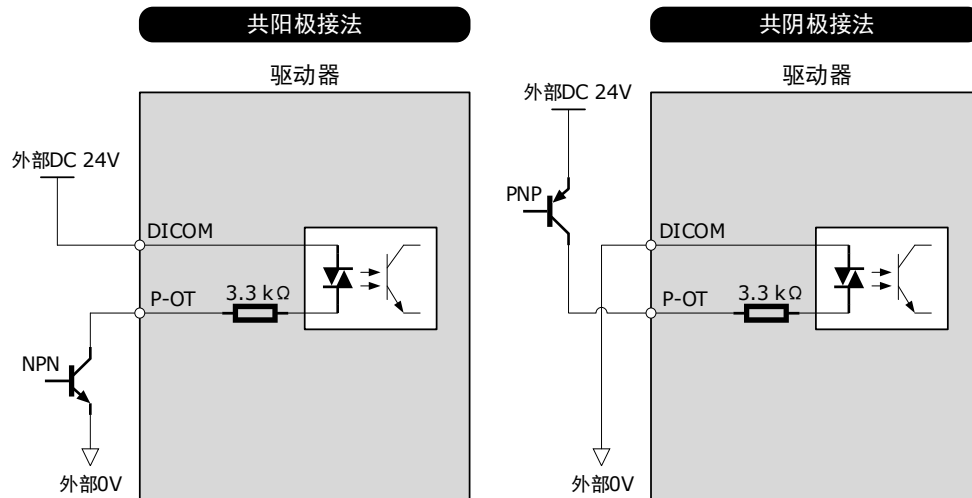 共阳极接法
驱动器
外部DC 24V
DICOM
P-OT
3.3 kΩ
NPN
外部0V
共阴极接法
驱动器
外部DC 24V
PNP
DICOM
P-OT
3.3 kΩ
外部0V